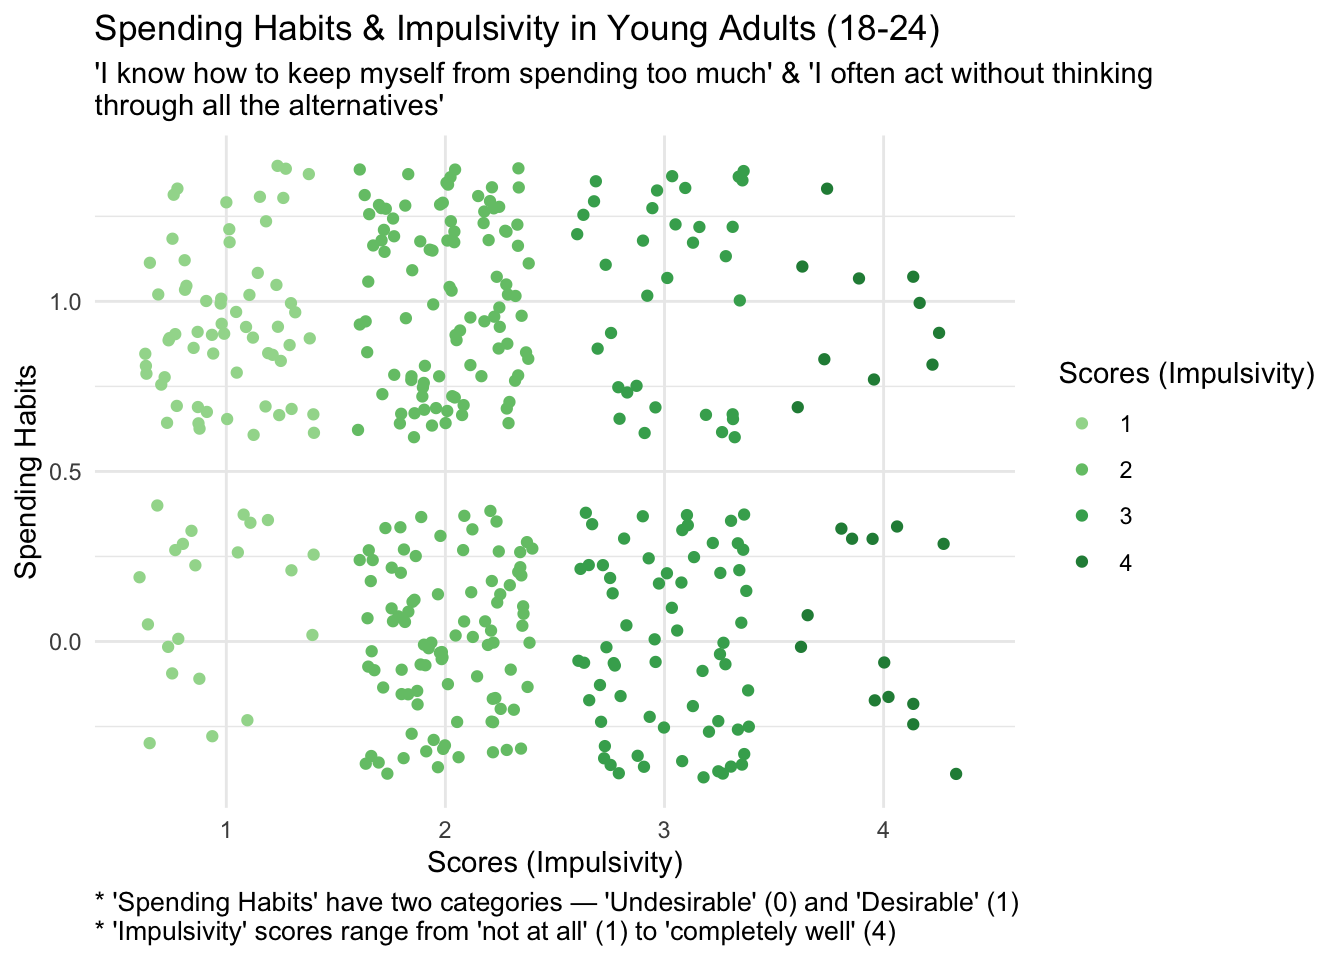 Spending Habits & Impulsivity in Young Adults (18-24)
'I know how to keep myself from spending too much' & 'I often act without thinking
through all the alternatives'
Spending Habits
1.0
0.5
0.0
1
2
3
4
Scores (Impulsivity)
Scores (Impulsivity)
1
2
3
4
* 'Spending Habits' have two categories — 'Undesirable' (0) and 'Desirable' (1)
* 'Impulsivity' scores range from 'not at all' (1) to 'completely well' (4)